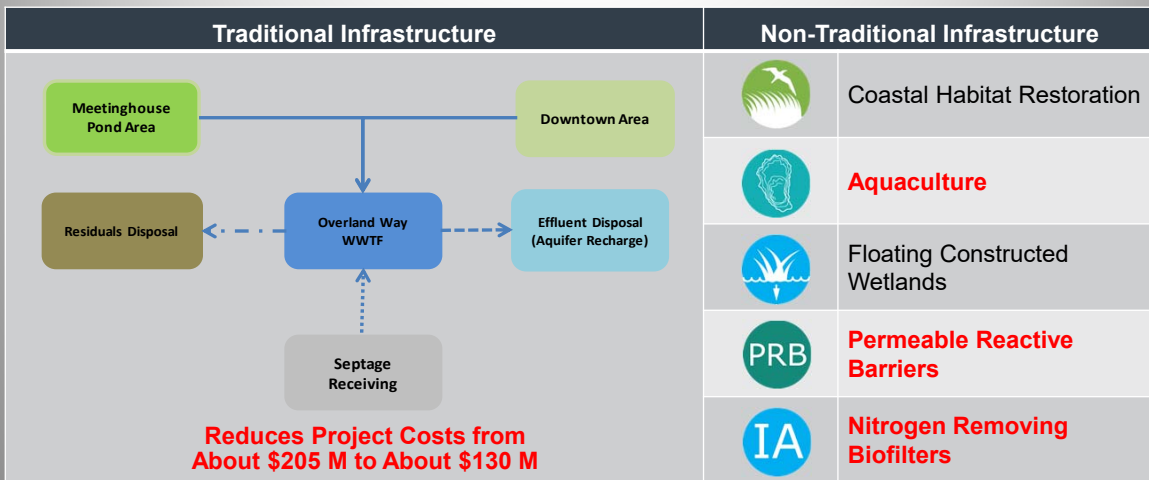 Traditional Infrastructure
Meetinghouse
Pond Area
Downtown Area
Residuals Disposal
Overland Way
WWTF
Effluent Disposal
(Aquifer Recharge)
Septage
Receiving
Reduces Project Costs from
About $205 M to About $130 M
Non-Traditional Infrastructure
Coastal Habitat Restoration
Aquaculture
Floating Constructed
Wetlands
PRB
Permeable Reactive
Barriers
IA
Nitrogen Removing
Biofilters